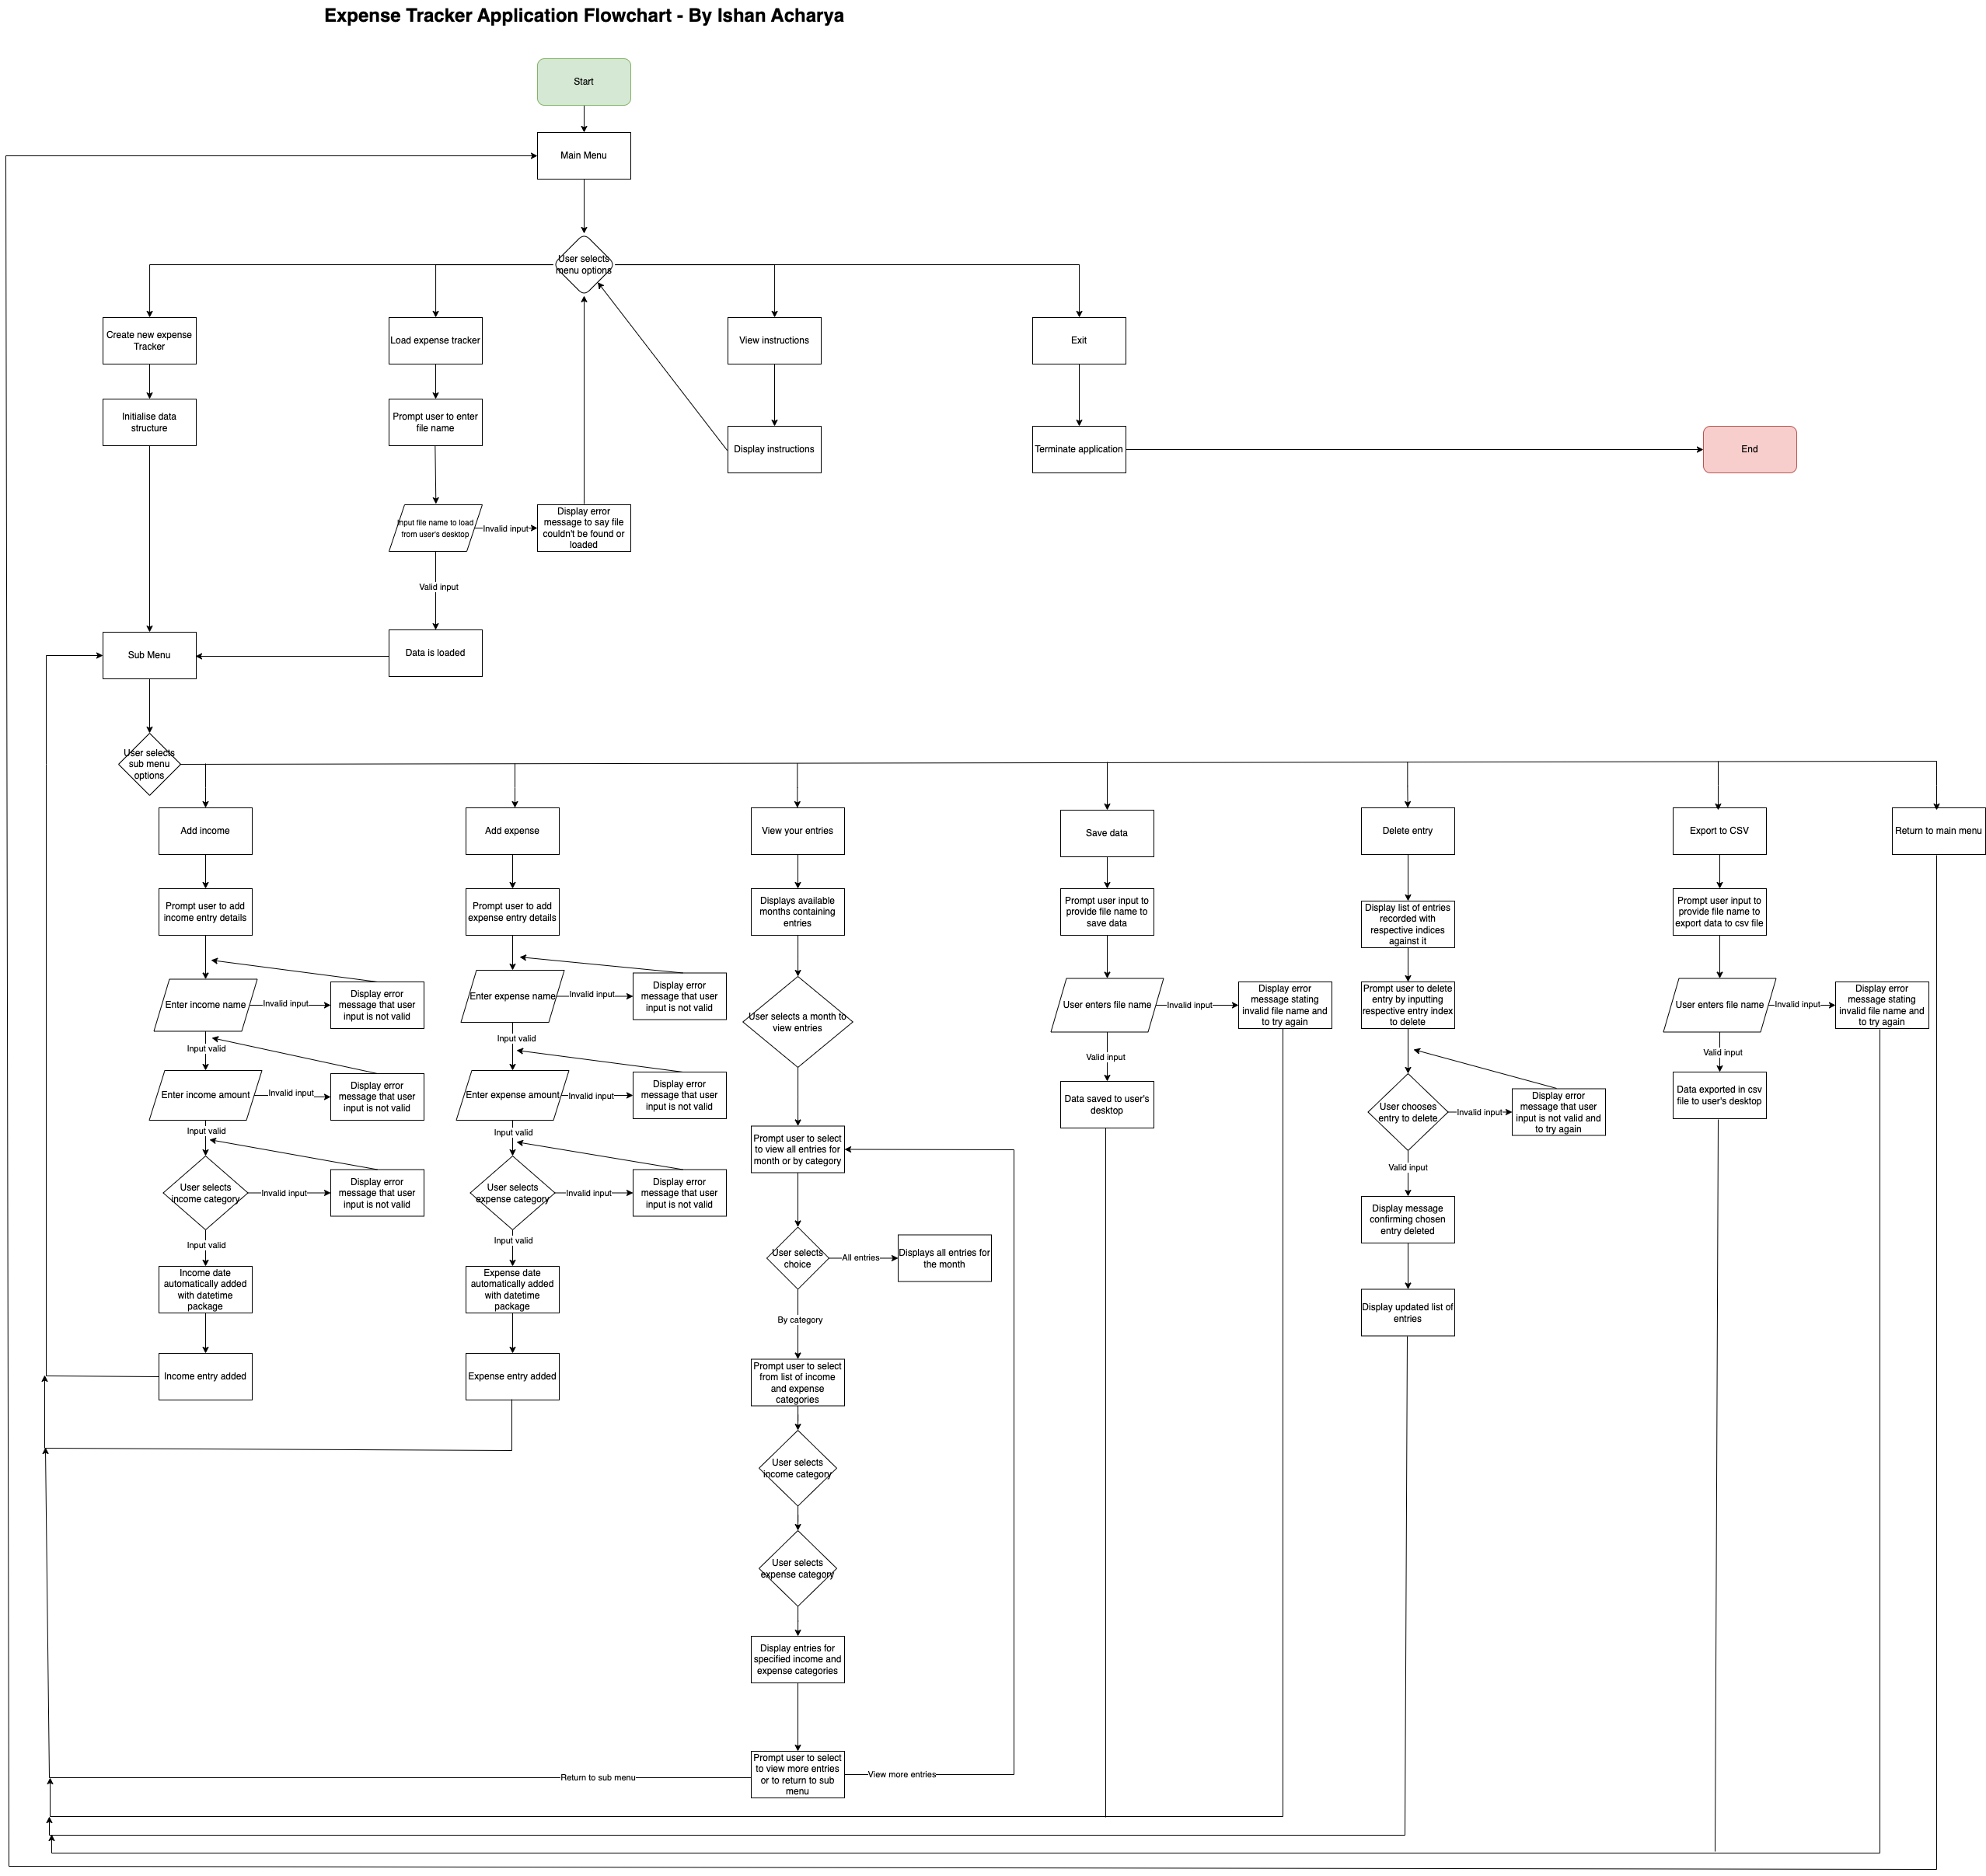 Expense Tracker Application Flowchart - By Ishan Acharya
Start
Main Menu
User selects
menu options
Create new expense
Tracker
Load expense tracker
View instructions
Exit
Initialise data
structure
Prompt user to enter
file name
Display instructions
Terminate application
End
Input file name to load
from user's desktop
Invalid input
Display error
message to say file
couldn't be found or
loaded
Valid input
Sub Menu
Data is loaded
User selects
sub menu
options
Add income
Add expense
View your entries
Save data
Delete entry
Export to CSV
Return to main menu
Prompt user to add
income entry details
Prompt user to add
expense entry details
Displays available
months containing
entries
Prompt user input to
provide file name to
save data
Display list of entries
recorded with
respective indices
against it
Prompt user input to
provide file name to
export data to csv file
Enter income name
Invalid input
Display error
message that user
input is not valid
Enter expense name
Invalid input
Display error
message that user
input is not valid
User selects a month to
view entries
User enters file name
Invalid input
Display error
message stating
invalid file name and
to try again
Prompt user to delete
entry by inputting
respective entry index
to delete
User enters file name
Invalid input
Display error
message stating
invalid file name and
to try again
Input valid
Input valid
Valid input
Valid input
Enter income amount
Invalid input
Display error
message that user
input is not valid
Enter expense amount
Invalid input
Display error
message that user
input is not valid
Data saved to user's
desktop
User chooses
entry to delete
Invalid input
Display error
message that user
input is not valid and
to try again
Data exported in csv
file to user's desktop
Input valid
Input valid
Prompt user to select
to view all entries for
month or by category
Valid input
User selects
income category
Invalid input
Display error
message that user
input is not valid
User selects
expense category
Invalid input
Display error
message that user
input is not valid
Display message
confirming chosen
entry deleted
Input valid
Input valid
User selects
choice
All entries
Displays all entries for
the month
Income date
automatically added
with datetime
package
Expense date
automatically added
with datetime
package
By category
Display updated list of
entries
Income entry added
Expense entry added
Prompt user to select
from list of income
and expense
categories
User selects
income category
User selects
expense category
Display entries for
specified income and
expense categories
Return to sub menu
Prompt user to select
to view more entries
or to return to sub
menu
View more entries